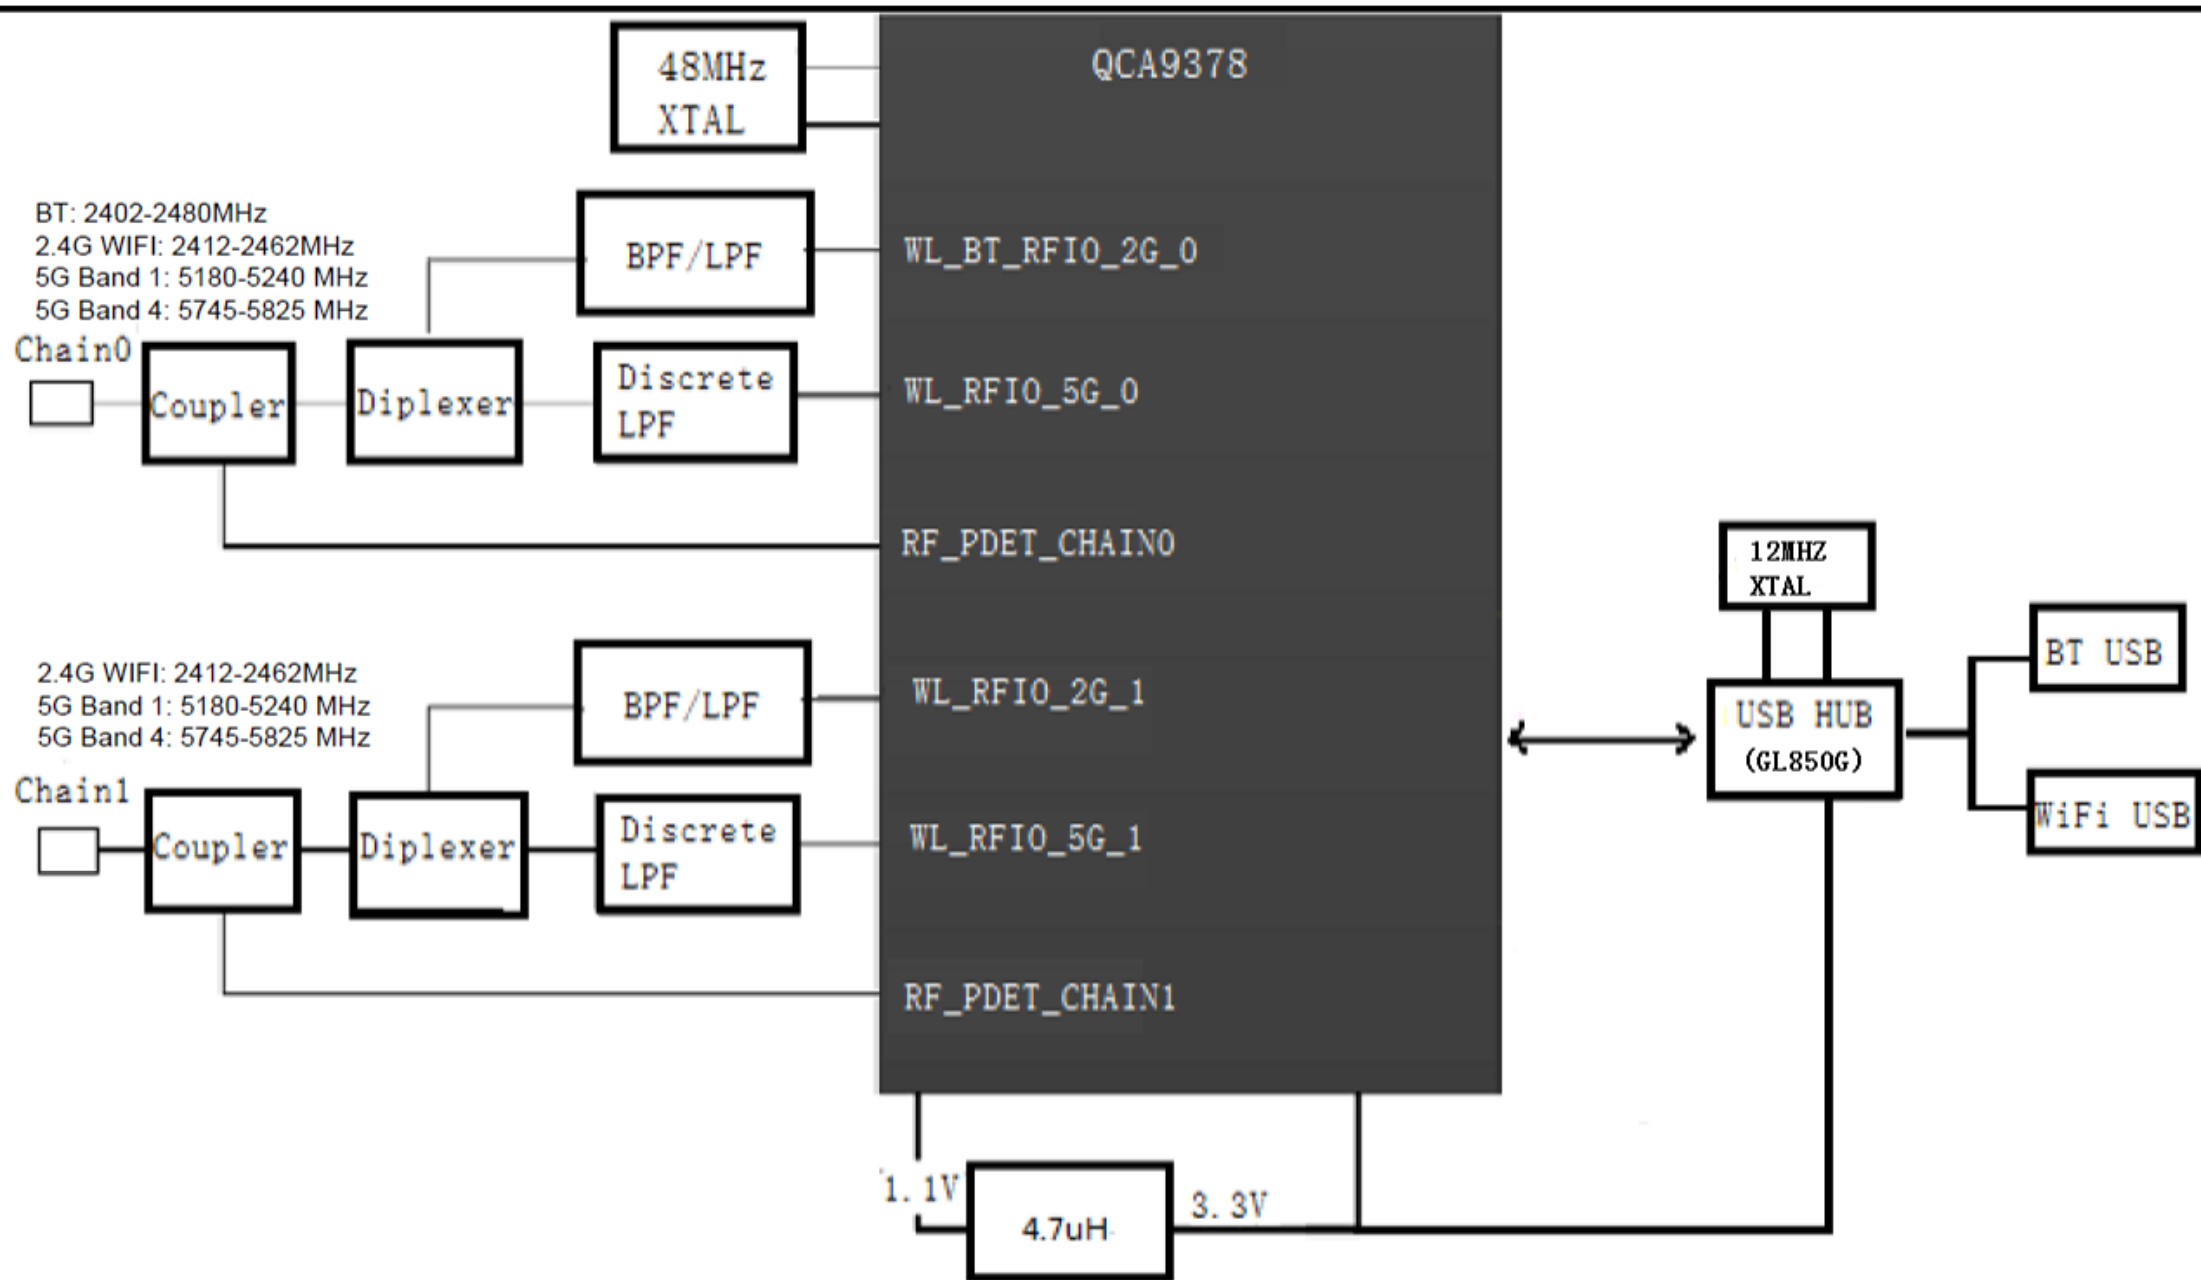 48MHz
XTAL
QCA9378
BT: 2402-2480MHz
2.4G WIFI: 2412-2462MHz
5G Band 1: 5180-5240 MHz
5G Band 4: 5745-5825 MHz
BPF/LPF
WL_BT_RFIO_2G_0
Chain0
Coupler
Diplexer
Discrete
LPF
WL_RFIO_5G_0
RF_PDET_CHAIN0
12MHZ
XTAL
2.4G WIFI: 2412-2462MHz
5G Band 1: 5180-5240 MHz
5G Band 4: 5745-5825 MHz
BPF/LPF
WL_RFIO_2G_1
USB HUB
(GL850G)
BT USB
WiFi USB
Chain1
Coupler
Diplexer
Discrete
LPF
WL_RFIO_5G_1
RF_PDET_CHAIN1
1.1V
4.7uH
3.3V